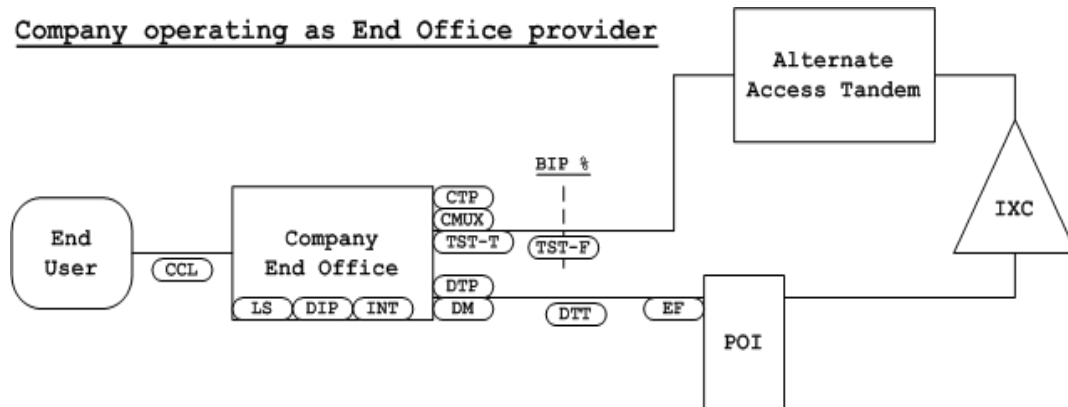 Company operating as End Office provider
Alternate
Access Tandem
BIP %
CTP
CMUX
TST-T
TST-F
IXC
End
User
CCL
Company
End Office
LS DIP INT
DTP
DM
DTT
EF
POI